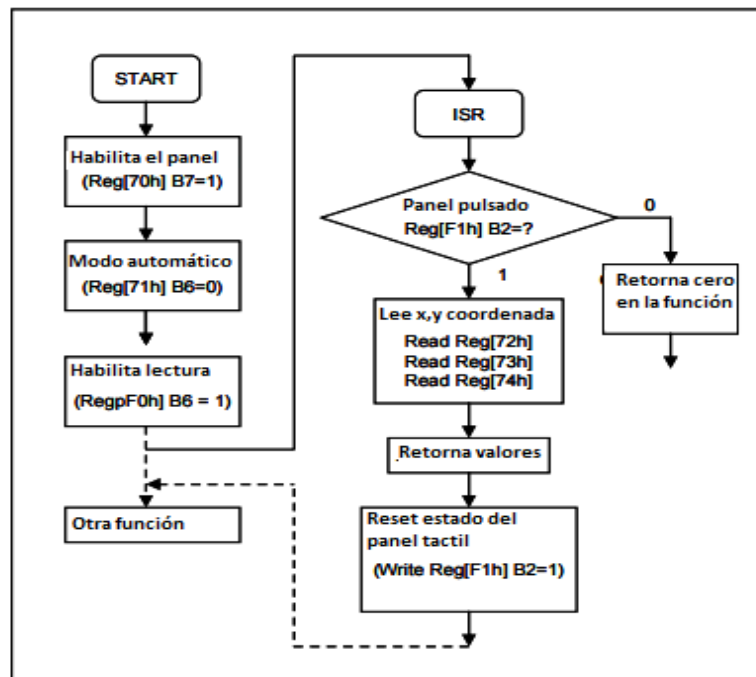 START
Habilita el panel
(Reg[70h] B7=1)
Modo automático
(Reg[71h] B6=0)
Habilita lectura
(RegpF0h] B6 = 1)
Otra función
ISR
Panel pulsado
Reg[F1h] B2=?
0
1
Retorna cero
en la función
Lee x,y coordenada
Read Reg[72h]
Read Reg[73h]
Read Reg[74h]
Retorna valores
Reset estado del
panel tactil
(Write Reg[F1h] B2=1)